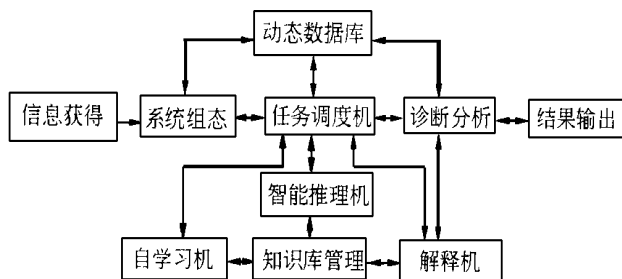 动态数据库
信息获得
系统组态
任务调度机
诊断分析
结果输出
智能推理机
自学习机
知识库管理
解释机